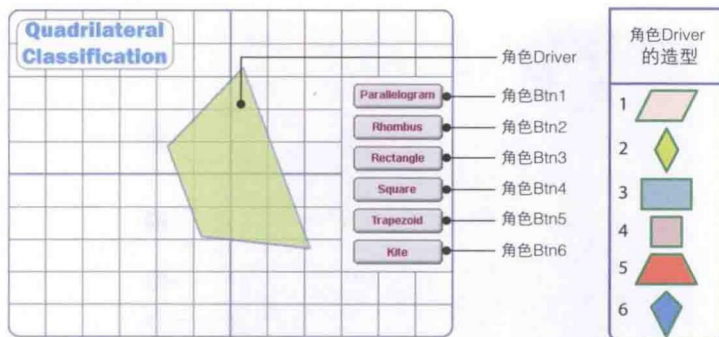 Quadrilateral
Classification
角色Driver
Parallelogram
角色Btn1
Rhombus
角色Btn2
Rectangle
角色Btn3
Square
角色Btn4
Trapezoid
角色Btn5
Kite
角色Btn6
角色Driver
的造型
1
2
3
4
5
6